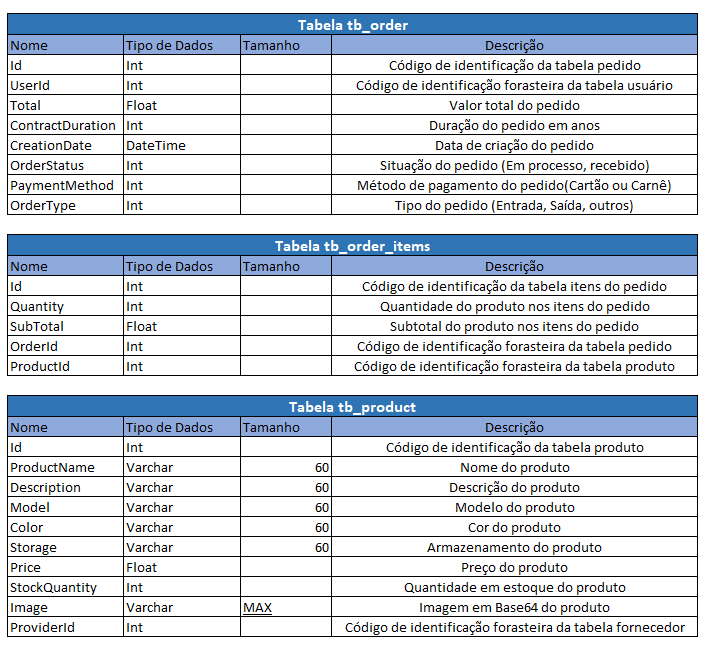 Tabela tb_order
Nome Tipo de Dados Tamanho Descrição
Id Int Código de identificação da tabela pedido
UserId Int Código de identificação forasteira da tabela usuário
Total Float Valor total do pedido
ContractDuration Int Duração do pedido em anos
CreationDate DateTime Data de criação do pedido
OrderStatus Int Situação do pedido (Em processo, recebido)
PaymentMethod Int Método de pagamento do pedido(Cartão ou Carnê)
OrderType Int Tipo do pedido (Entrada, Saída, outros)
Tabela tb_order_items
Nome Tipo de Dados Tamanho Descrição
Id Int Código de identificação da tabela itens do pedido
Quantity Int Quantidade do produto nos itens do pedido
SubTotal Float Subtotal do produto nos itens do pedido
OrderId Int Código de identificação forasteira da tabela pedido
ProductId Int Código de identificação forasteira da tabela produto
Tabela tb_product
Nome Tipo de Dados Tamanho Descrição
Id Int Código de identificação da tabela produto
ProductName Varchar 60 Nome do produto
Description Varchar 60 Descrição do produto
Model Varchar 60 Modelo do produto
Color Varchar 60 Cor do produto
Storage Varchar 60 Armazenamento do produto
Price Float Preço do produto
StockQuantity Int Quantidade em estoque do produto
Image Varchar MAX Imagem em Base64 do produto
ProviderId Int Código de identificação forasteira da tabela fornecedor